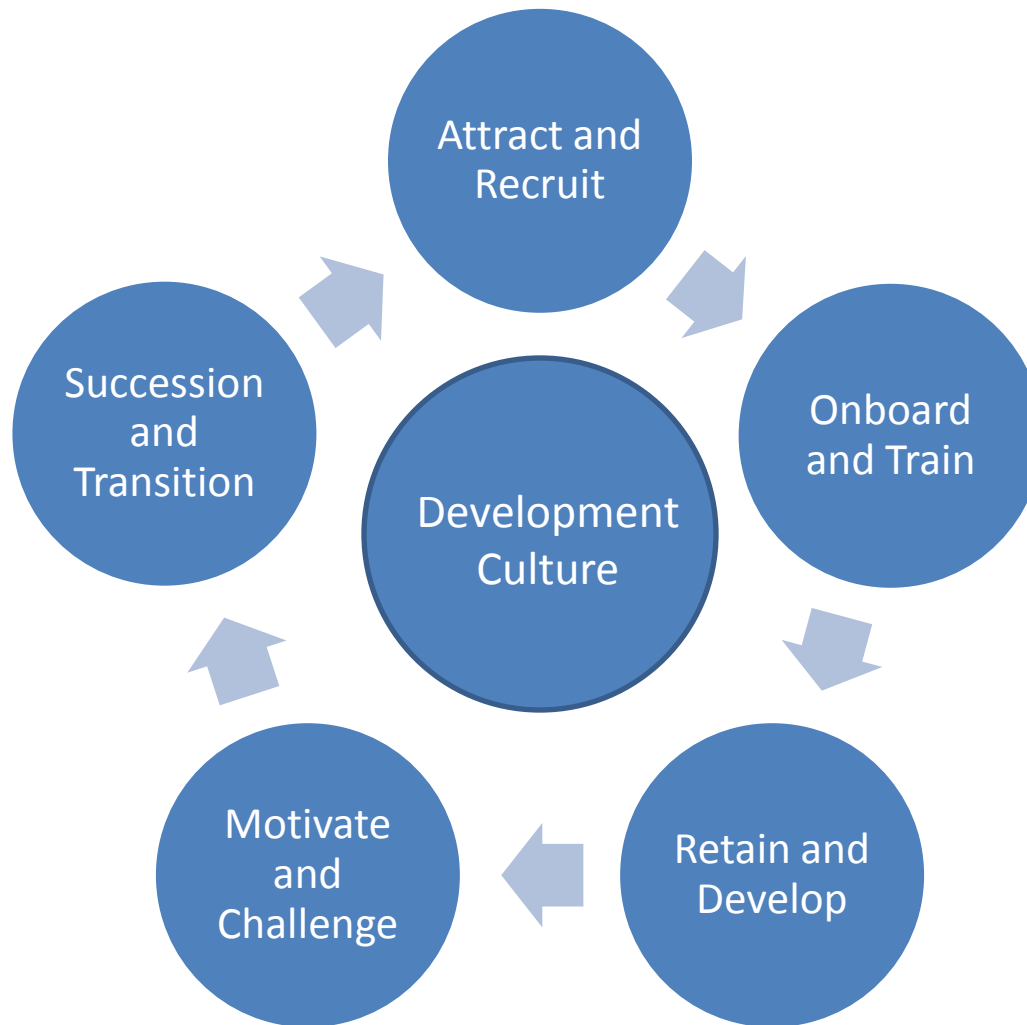 Attract and
Recruit
Onboard
and Train
Retain and
Develop
Motivate
and
Challenge
Succession
and
Transition
Development
Culture